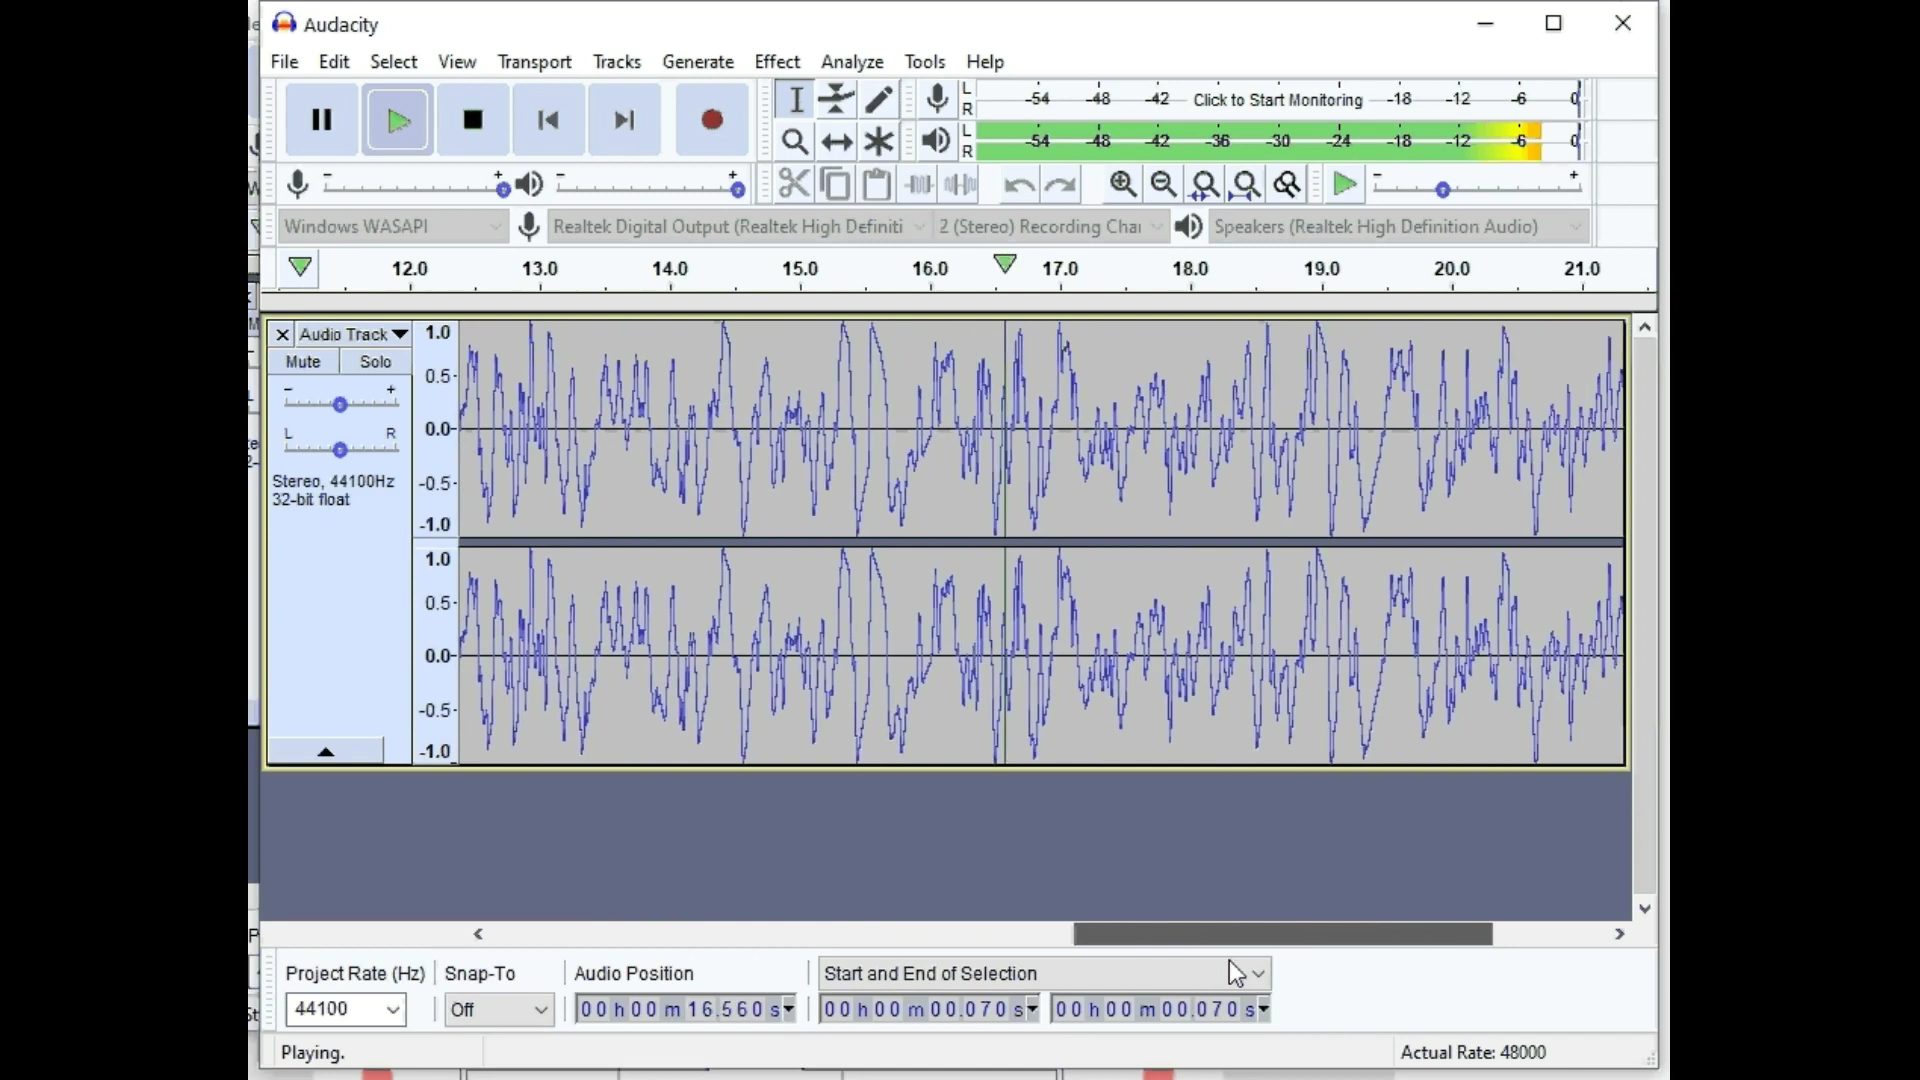 Audacity
File Edit Select View Transport Tracks Generate Effect Analyze Tools Help
L
R
-54 -48 -42 Click to Start Monitoring -18 -12 -6 0
L
R
-54 -48 -42 -36 -30 -24 -18 -12 -6 0
- + - + - +
Windows WASAPI Realtek Digital Output (Realtek High Definiti 2 (Stereo) Recording Chai Speakers (Realtek High Definition Audio)
12.0 13.0 14.0 15.0 16.0 17.0 18.0 19.0 20.0 21.0
Audio Track
Mute Solo
- +
L R
Stereo, 44100Hz
32-bit float
1.0
0.5
0.0
-0.5
-1.0
1.0
0.5
0.0
-0.5
-1.0
Project Rate (Hz) Snap-To Audio Position Start and End of Selection
44100 Off 00 h 00 m 16.560 s 00 h 00 m 00.070 s 00 h 00 m 00.070 s
Playing. Actual Rate: 48000